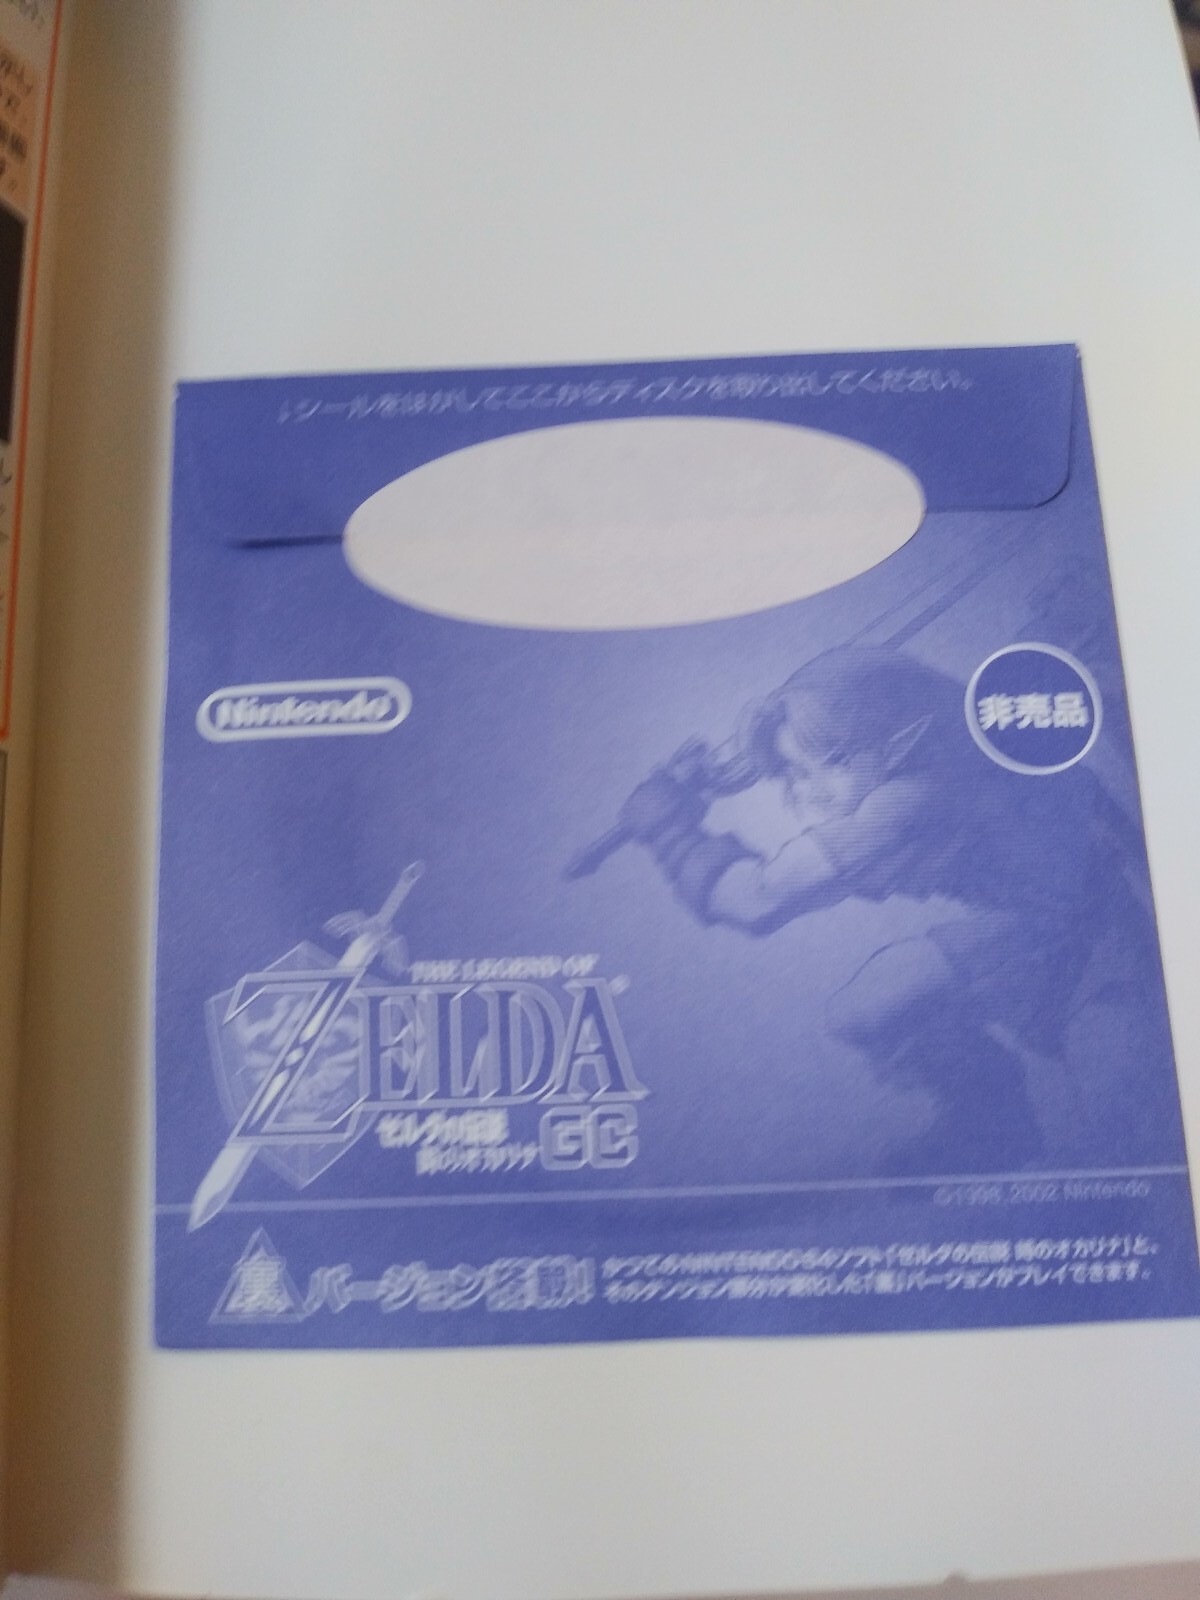 ↓シールをはがしてここからディスクを取り出してください。
Nintendo
非売品
THE LEGEND OF
ZELDA
ゼルダの伝説
時のオカリナ GC
©1998, 2002 Nintendo
裏 バージョン搭載!
かつてのNINTENDO64ソフト「ゼルダの伝説 時のオカリナ」と、
そのダンジョン部分が変化した「裏」バージョンがプレイできます。